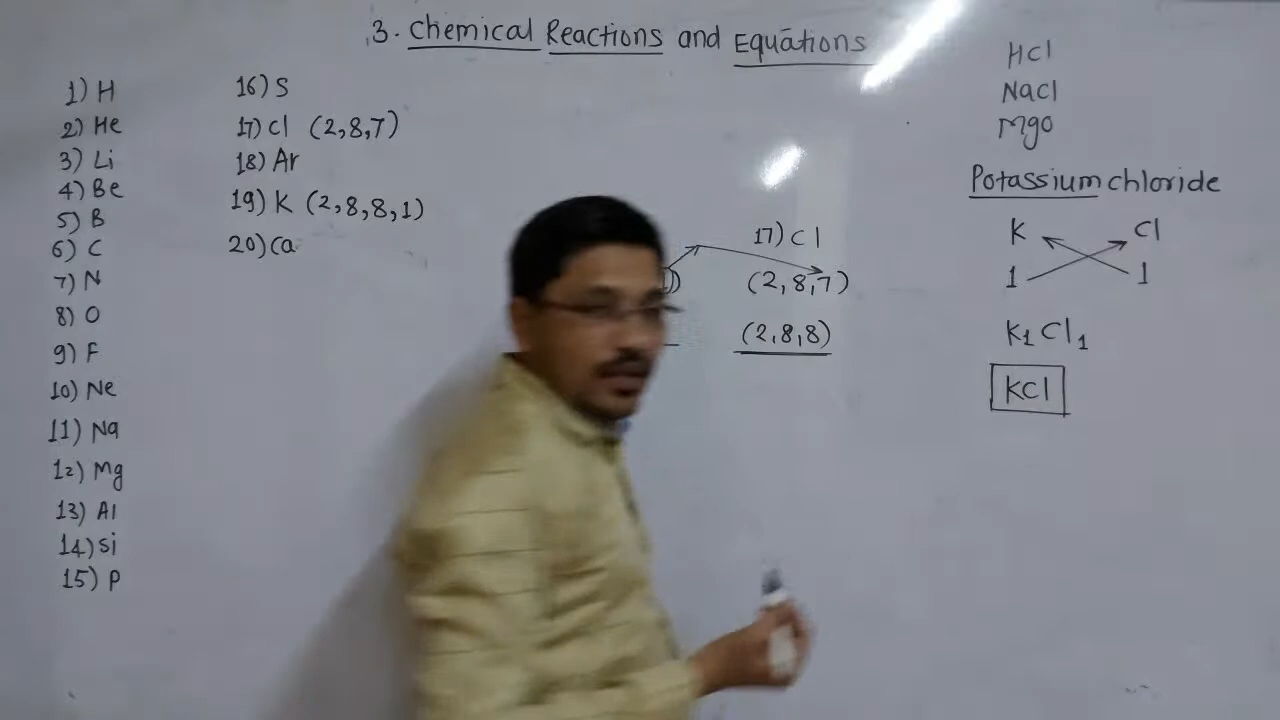 3. Chemical Reactions and Equations
1) H
2) He
3) Li
4) Be
5) B
6) C
7) N
8) O
9) F
10) Ne
11) Na
12) Mg
13) Al
14) Si
15) P
16) S
17) Cl (2,8,7)
18) Ar
19) K (2,8,8,1)
20) Ca
17) Cl
(2,8,7)
(2,8,8)
HCl
NaCl
MgO
Potassium chloride
K Cl
1 1
K₁Cl₁
KCl